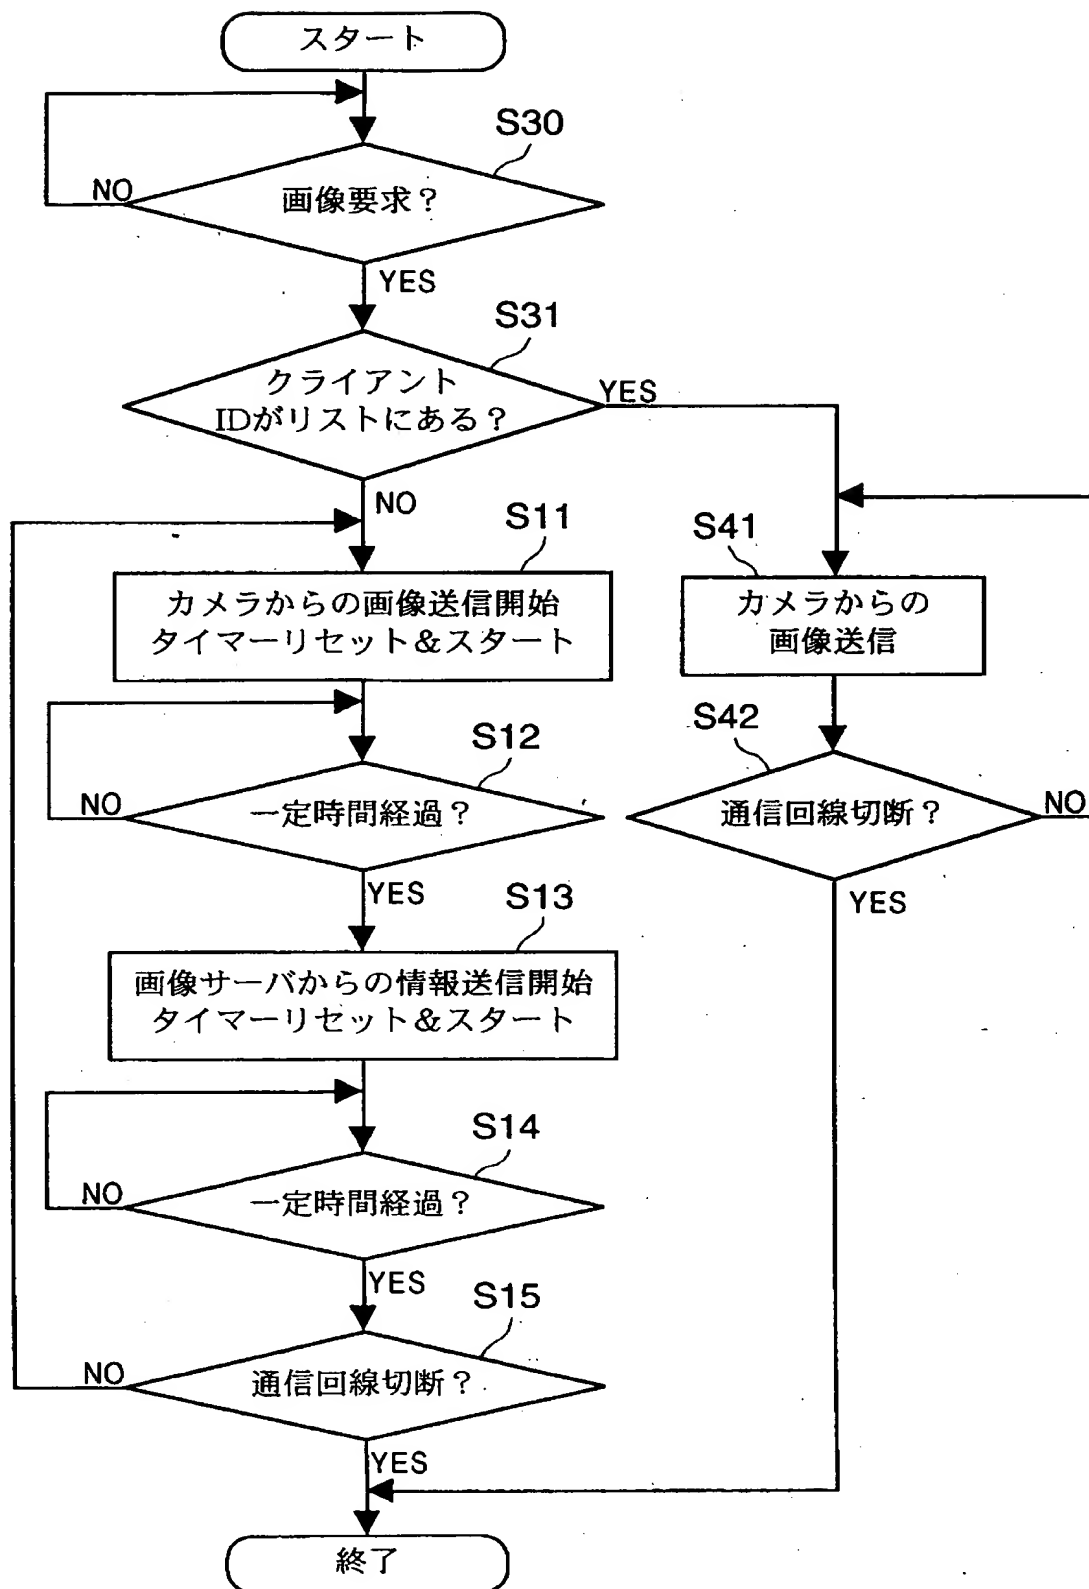 スタート
S30
NO
画像要求？
YES
S31
クライアント
IDがリストにある？
YES
NO
S11
カメラからの画像送信開始
タイマーリセット＆スタート
S41
カメラからの
画像送信
S12
NO
一定時間経過？
YES
S42
通信回線切断？
NO
YES
S13
画像サーバからの情報送信開始
タイマーリセット＆スタート
S14
NO
一定時間経過？
YES
S15
NO
通信回線切断？
YES
終了